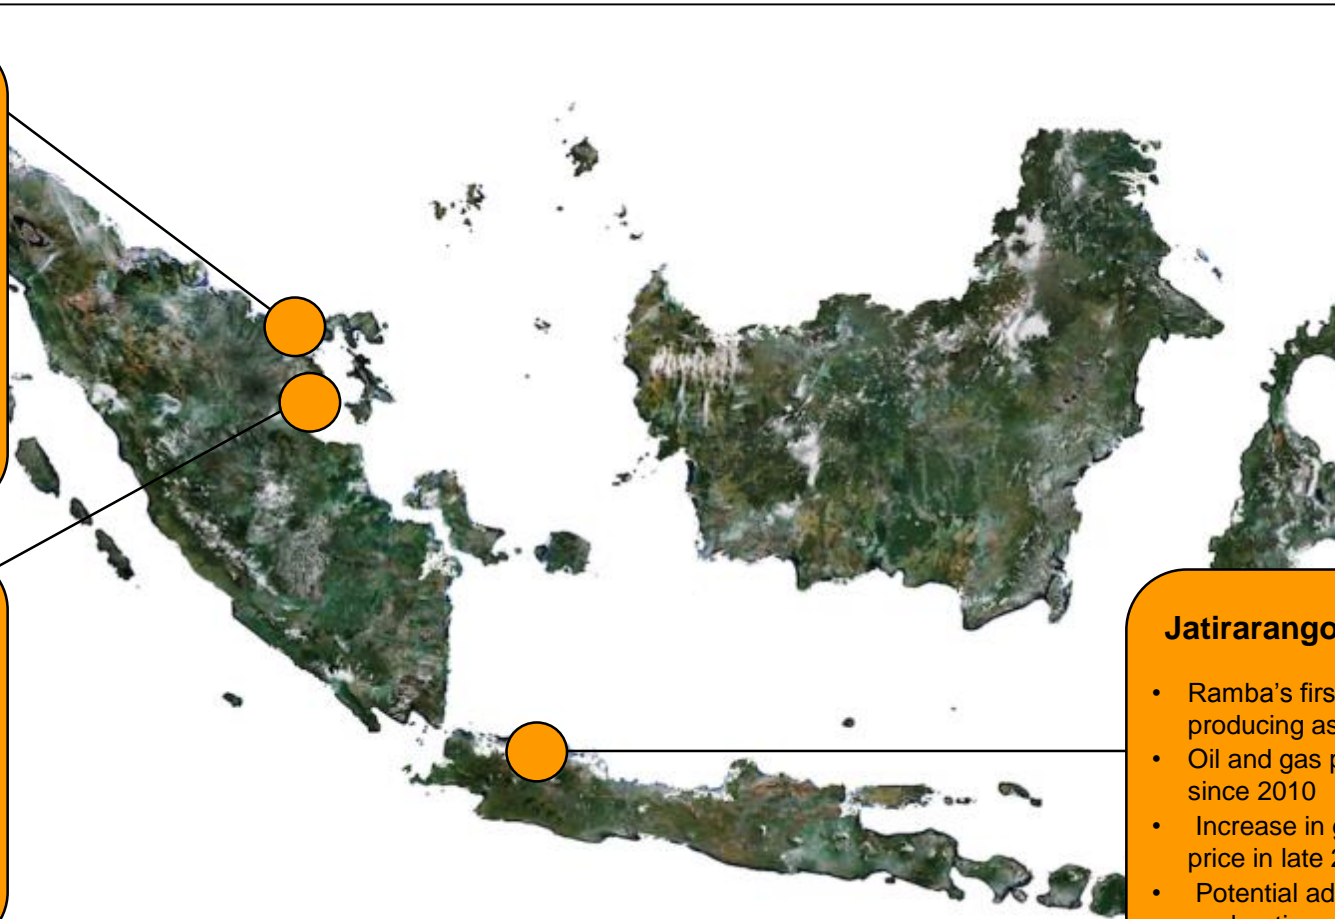 Jatirarango
• Ramba's firs
producing as
• Oil and gas p
since 2010
• Increase in g
price in late 2
• Potential ad